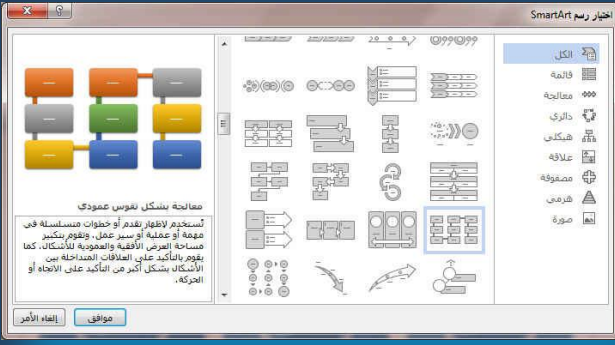 اختيار رسم SmartArt
الكل
قائمة
معالجة
دائري
هيكلي
علاقة
مصفوفة
هرمي
صورة
معالجة بشكل تقوس عمودي
تُستخدم لإظهار تقدم أو خطوات متسلسلة في
مهمة أو عملية أو سير عمل. وتقوم بتكبير
مساحة العرض الأفقية والعمودية للأشكال. كما
يقوم بالتأكيد على العلاقات المتداخلة بين
الأشكال بشكل أكبر من التأكيد على الاتجاه أو
الحركة.
موافق
إلغاء الأمر